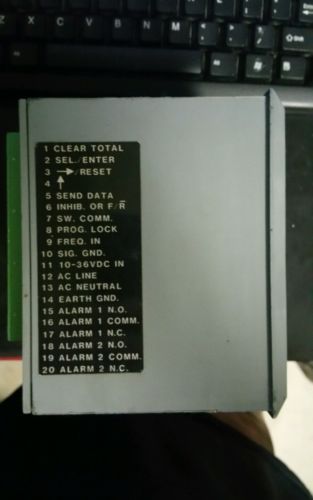 1 CLEAR TOTAL
2 SEL./ENTER
3 →/RESET
4 ↑
5 SEND DATA
6 INHIB. OR F/R̅
7 SW. COMM.
8 PROG. LOCK
9 FREQ. IN
10 SIG. GND.
11 10-36VDC IN
12 AC LINE
13 AC NEUTRAL
14 EARTH GND.
15 ALARM 1 N.O.
16 ALARM 1 COMM.
17 ALARM 1 N.C.
18 ALARM 2 N.O.
19 ALARM 2 COMM.
20 ALARM 2 N.C.